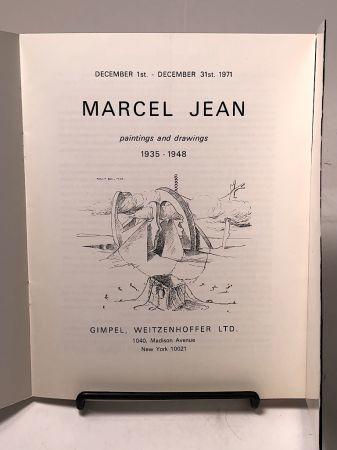 DECEMBER 1st. - DECEMBER 31st. 1971
MARCEL JEAN
paintings and drawings
1935 - 1948
GIMPEL, WEITZENHOFFER LTD.
1040, Madison Avenue
New York 10021